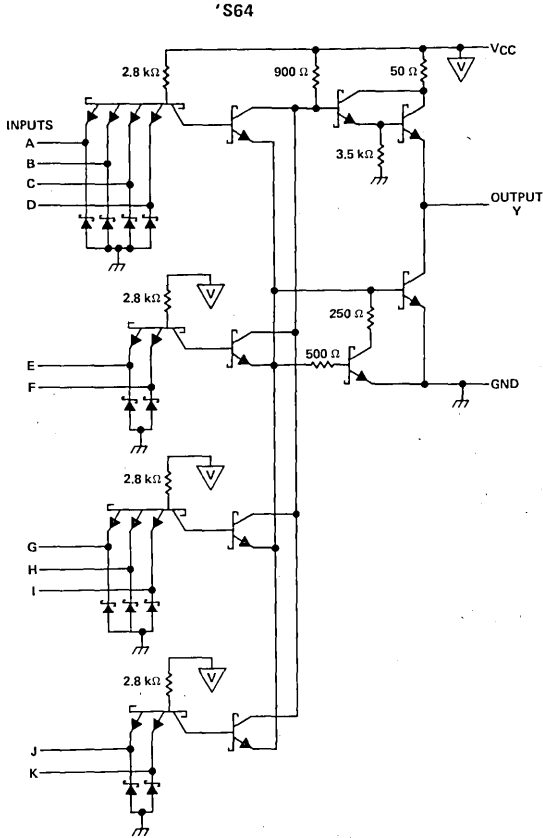 'S64
VCC
2.8 kΩ
900 Ω
50 Ω
V
INPUTS
A
B
C
D
3.5 kΩ
OUTPUT
Y
2.8 kΩ
V
250 Ω
500 Ω
E
F
GND
2.8 kΩ
V
G
H
I
2.8 kΩ
V
J
K